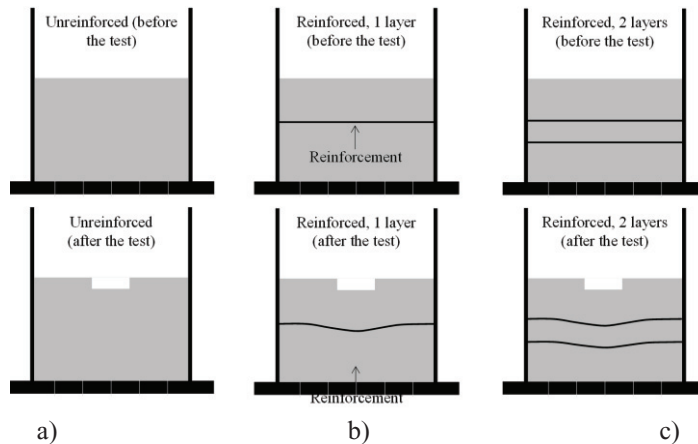 Unreinforced (before
the test)
Reinforced, 1 layer
(before the test)
Reinforcement
Reinforced, 2 layers
(before the test)
Unreinforced
(after the test)
Reinforced, 1 layer
(after the test)
Reinforcement
Reinforced, 2 layers
(after the test)
a)
b)
c)